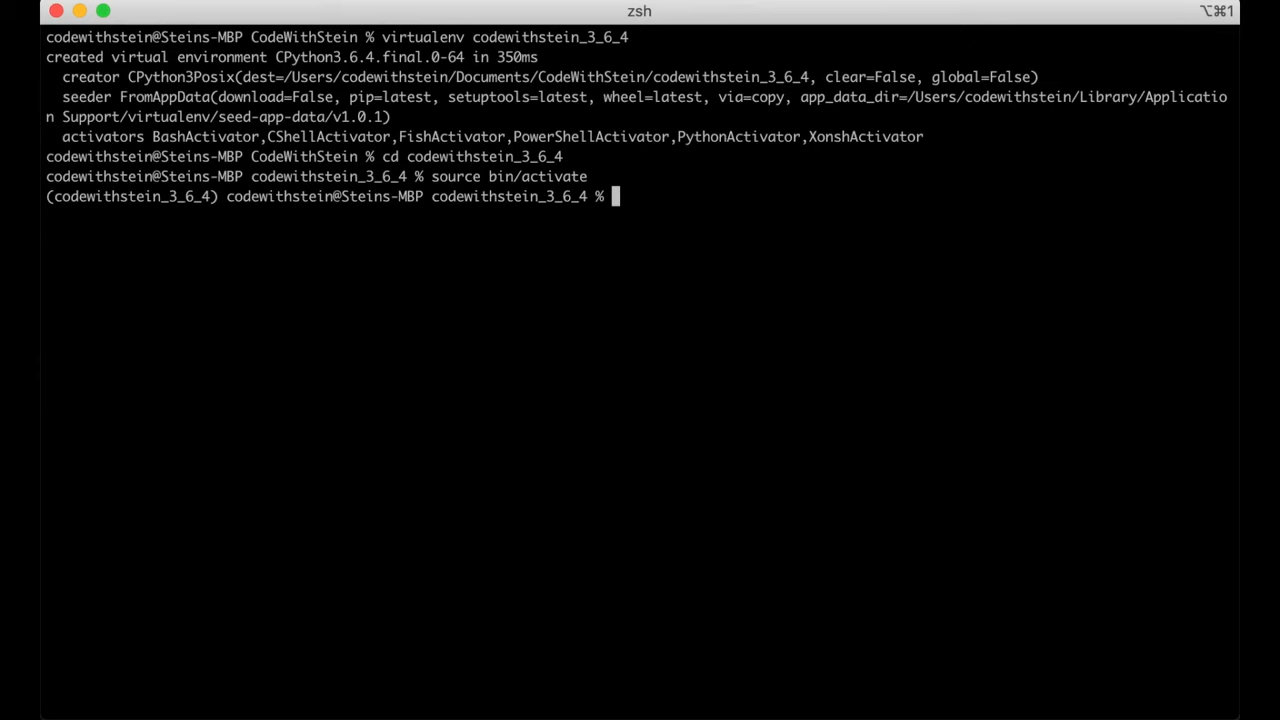 zsh
⌥⌘1
codewithstein@Steins-MBP CodeWithStein % virtualenv codewithstein_3_6_4
created virtual environment CPython3.6.4.final.0-64 in 350ms
  creator CPython3Posix(dest=/Users/codewithstein/Documents/CodeWithStein/codewithstein_3_6_4, clear=False, global=False)
  seeder FromAppData(download=False, pip=latest, setuptools=latest, wheel=latest, via=copy, app_data_dir=/Users/codewithstein/Library/Applicatio
n Support/virtualenv/seed-app-data/v1.0.1)
  activators BashActivator,CShellActivator,FishActivator,PowerShellActivator,PythonActivator,XonshActivator
codewithstein@Steins-MBP CodeWithStein % cd codewithstein_3_6_4
codewithstein@Steins-MBP codewithstein_3_6_4 % source bin/activate
(codewithstein_3_6_4) codewithstein@Steins-MBP codewithstein_3_6_4 %